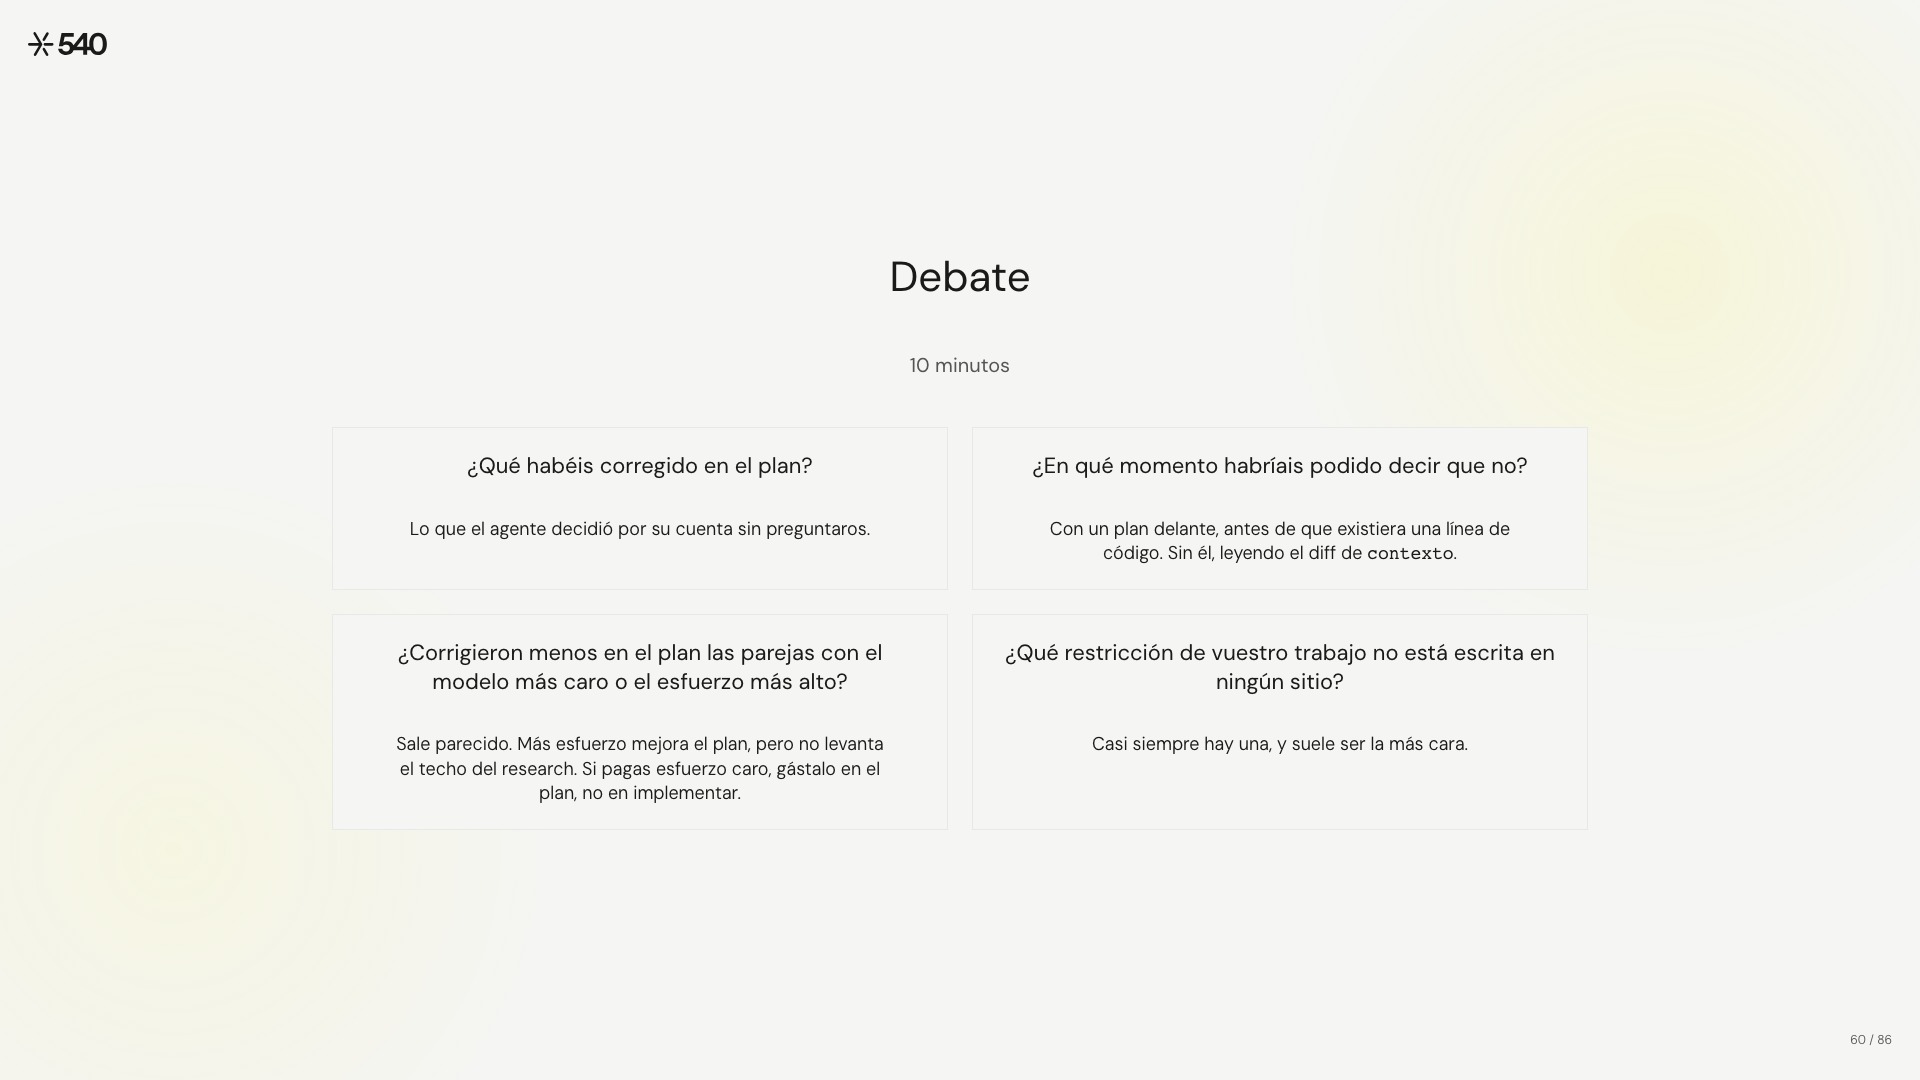 540
Debate
10 minutos
¿Qué habéis corregido en el plan?
Lo que el agente decidió por su cuenta sin preguntaros.
¿En qué momento habríais podido decir que no?
Con un plan delante, antes de que existiera una línea de
código. Sin él, leyendo el diff de contexto.
¿Corrigieron menos en el plan las parejas con el
modelo más caro o el esfuerzo más alto?
Sale parecido. Más esfuerzo mejora el plan, pero no levanta
el techo del research. Si pagas esfuerzo caro, gástalo en el
plan, no en implementar.
¿Qué restricción de vuestro trabajo no está escrita en
ningún sitio?
Casi siempre hay una, y suele ser la más cara.
60 / 86